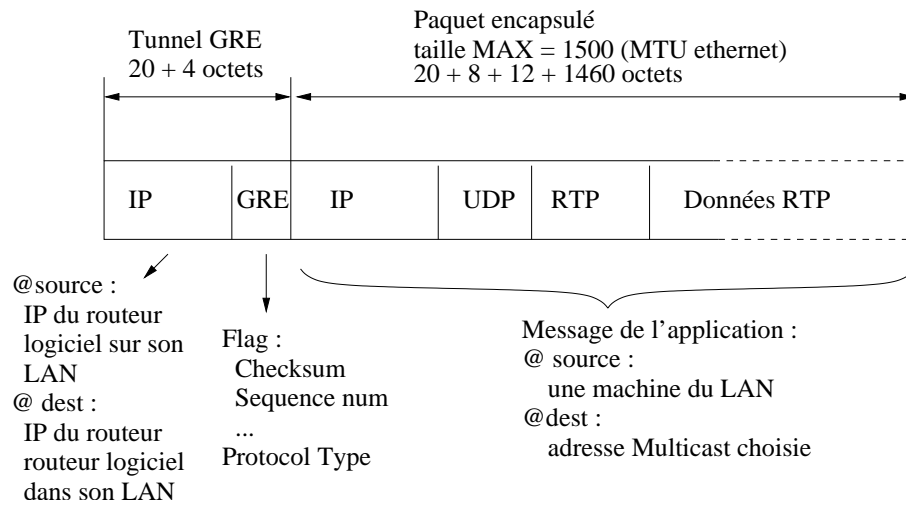 Tunnel GRE
20 + 4 octets
Paquet encapsulé
taille MAX = 1500 (MTU ethernet)
20 + 8 + 12 + 1460 octets
IP
GRE
IP
UDP
RTP
Données RTP
@source :
IP du routeur
logiciel sur son
LAN
@ dest :
IP du routeur
routeur logiciel
dans son LAN
Flag :
Checksum
Sequence num
...
Protocol Type
Message de l’application :
@ source :
une machine du LAN
@dest :
adresse Multicast choisie